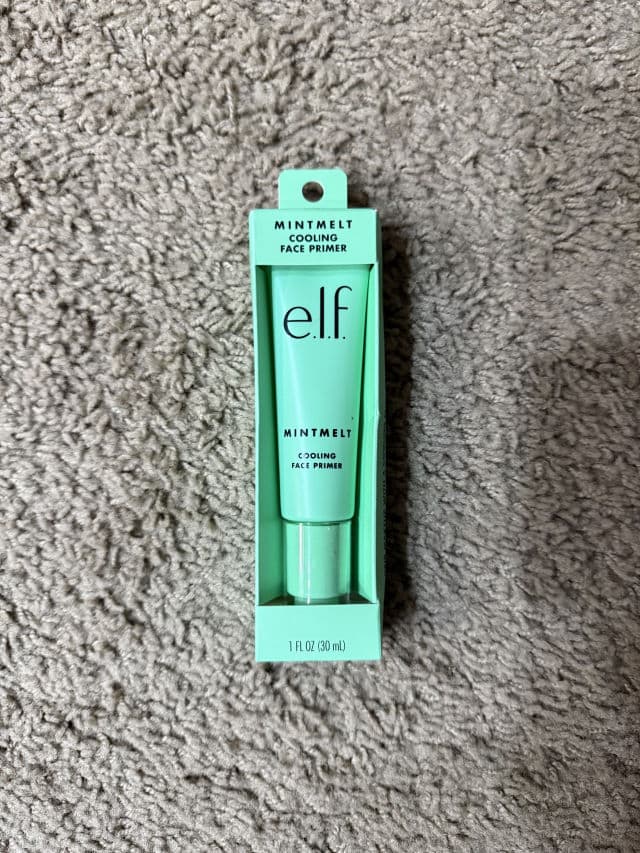 MINTMELT
COOLING
FACE PRIMER
e.l.f.
MINTMELT
COOLING
FACE PRIMER
1 FL OZ (30 mL)